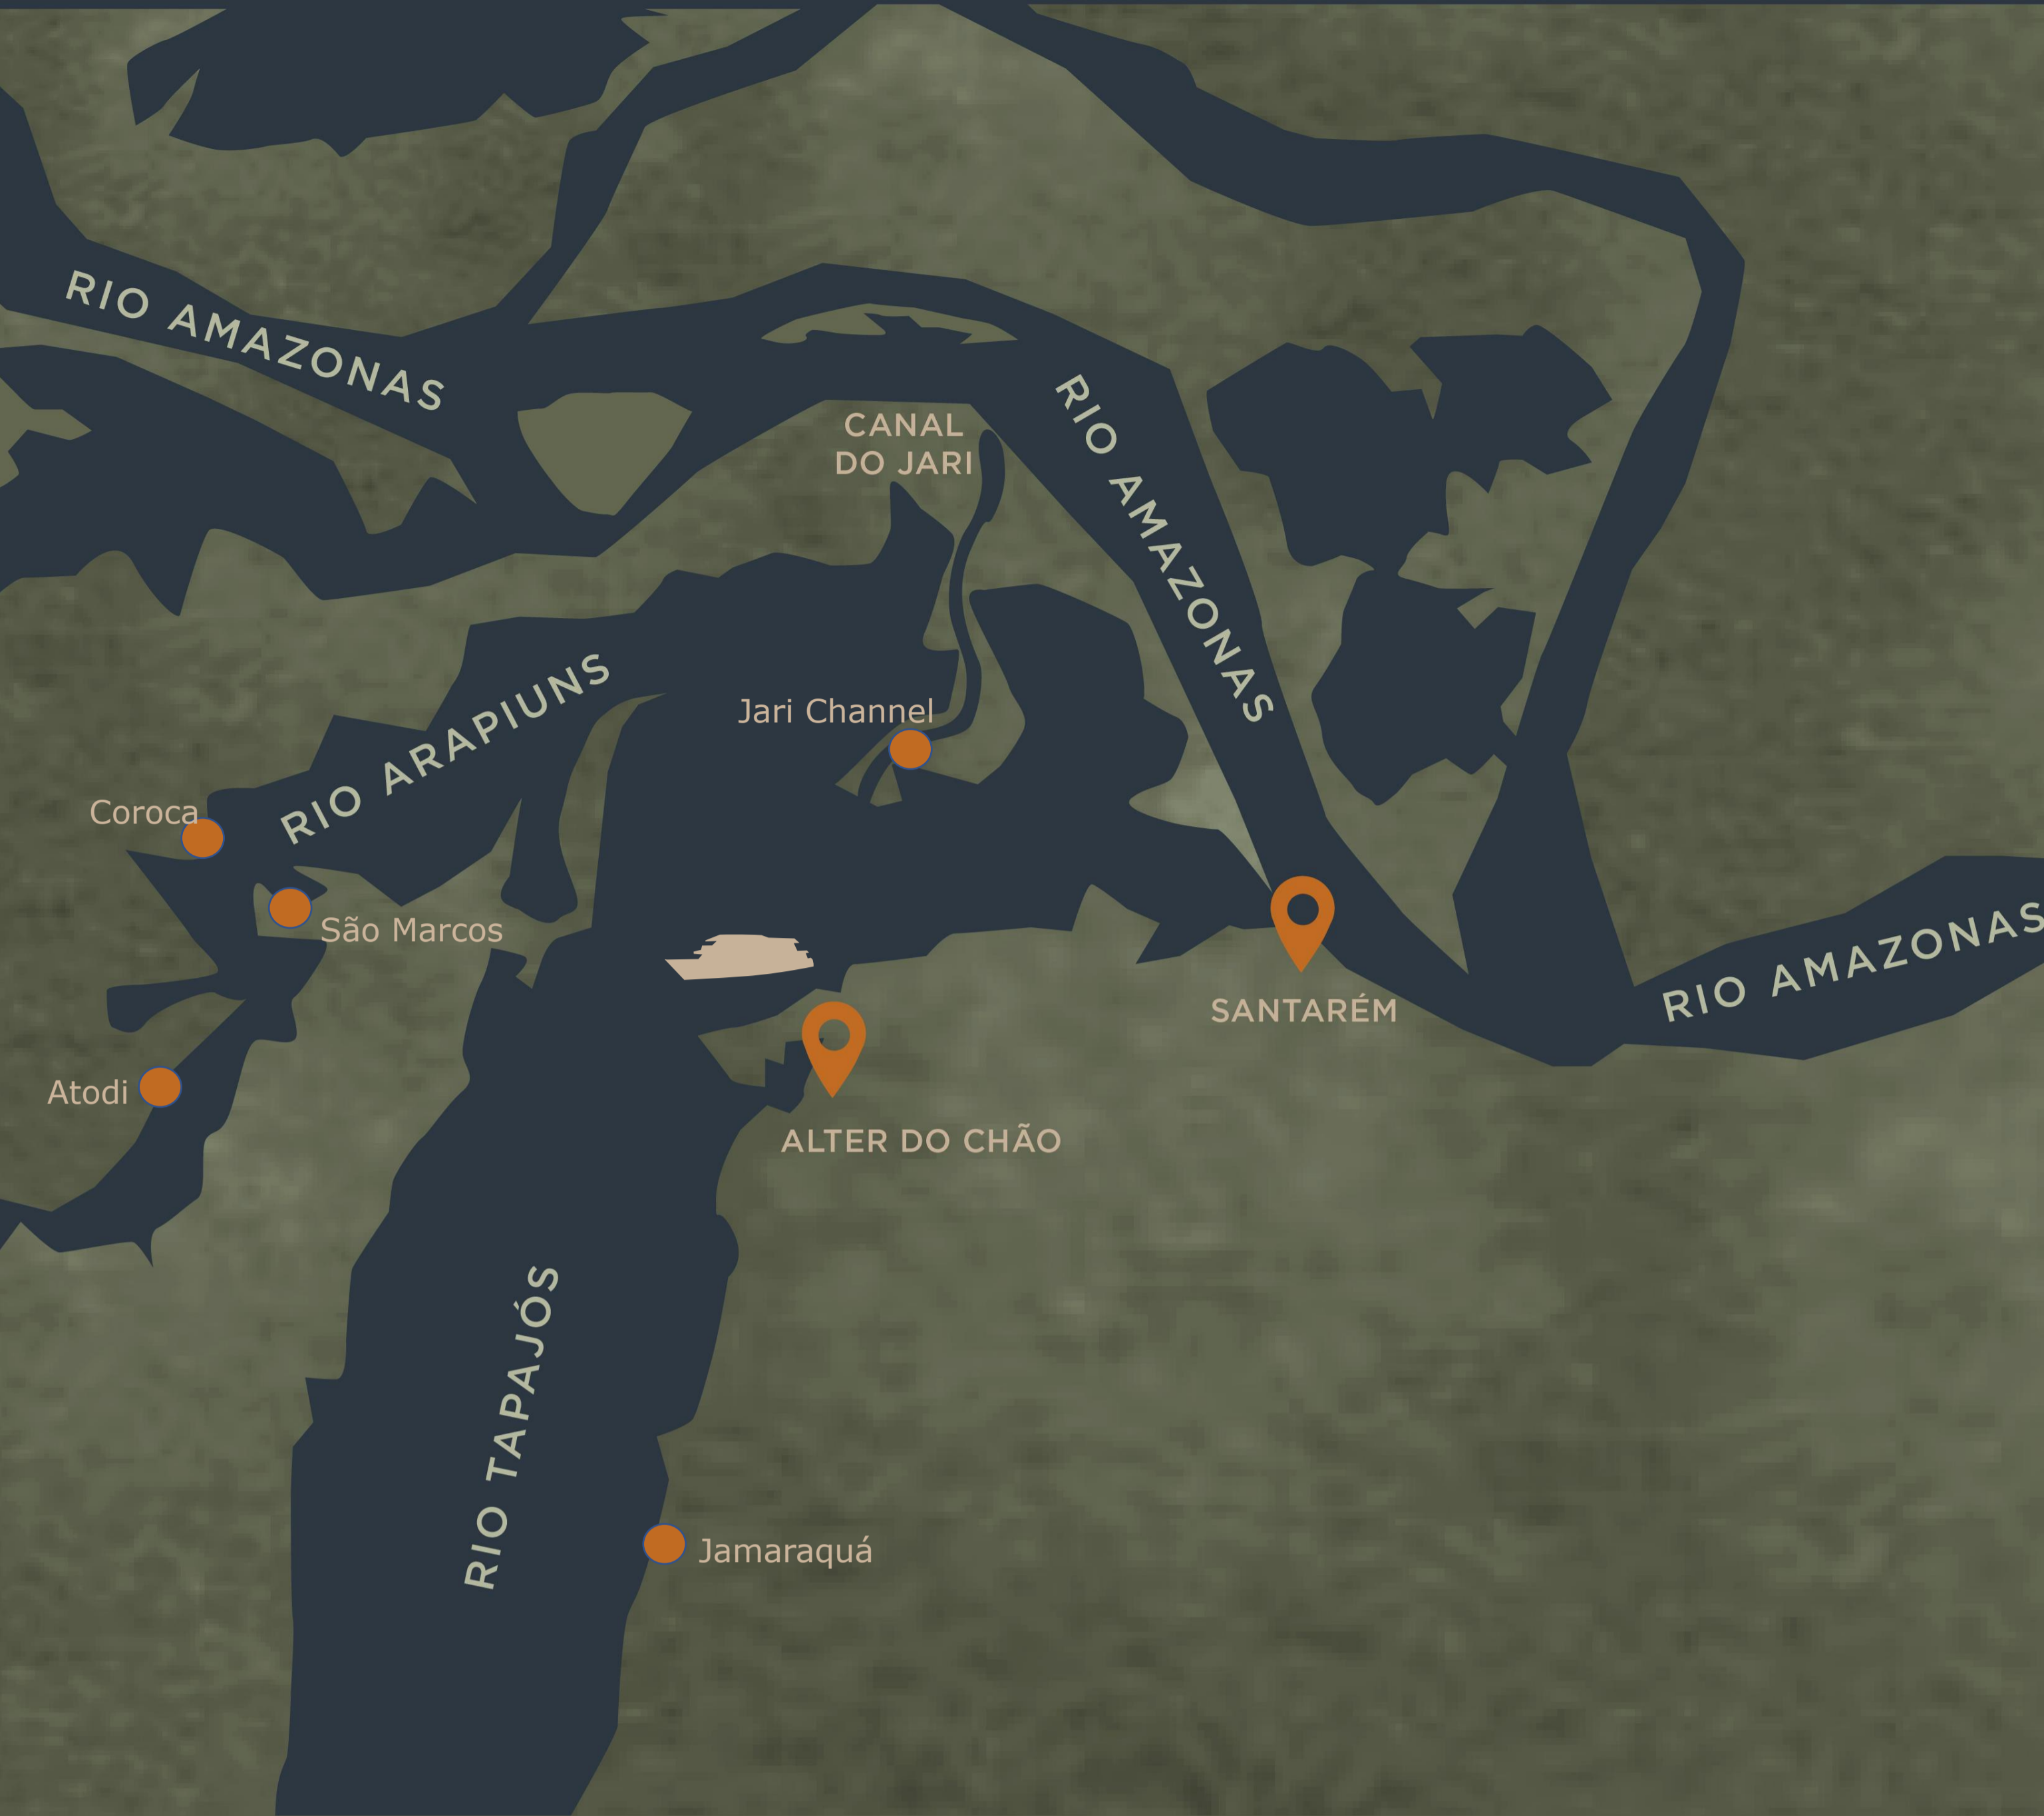 RIO AMAZONAS
CANAL
DO JARI
RIO AMAZONAS
RIO ARAPIUNS
Jari Channel
Coroca
São Marcos
RIO AMAZONAS
SANTARÉM
Atodi
ALTER DO CHÃO
RIO TAPAJÓS
Jamaraquá